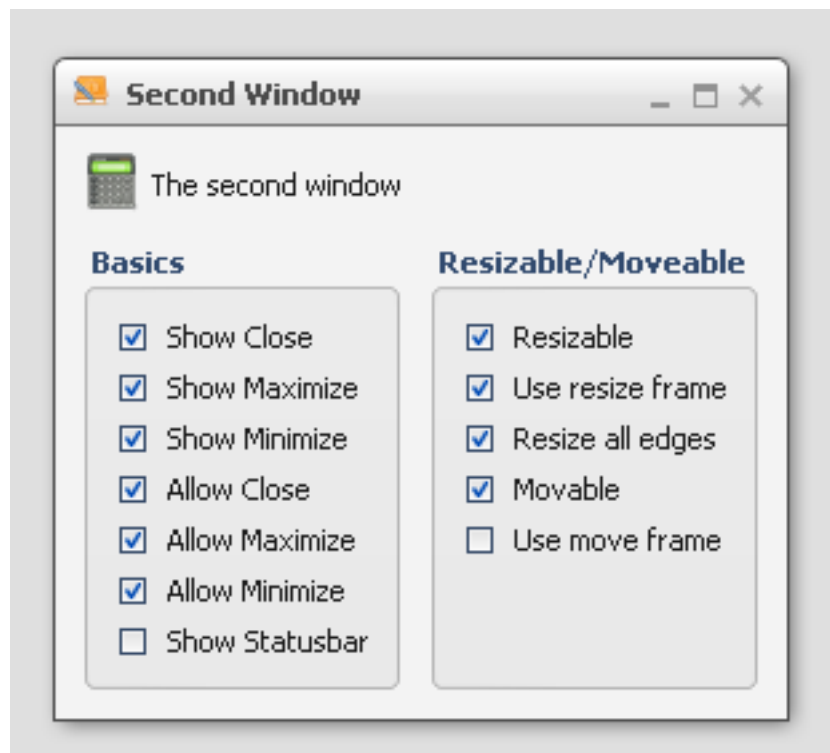 Second Window
The second window
Basics
Show Close
Show Maximize
Show Minimize
Allow Close
Allow Maximize
Allow Minimize
Show Statusbar
Resizable/Moveable
Resizable
Use resize frame
Resize all edges
Movable
Use move frame